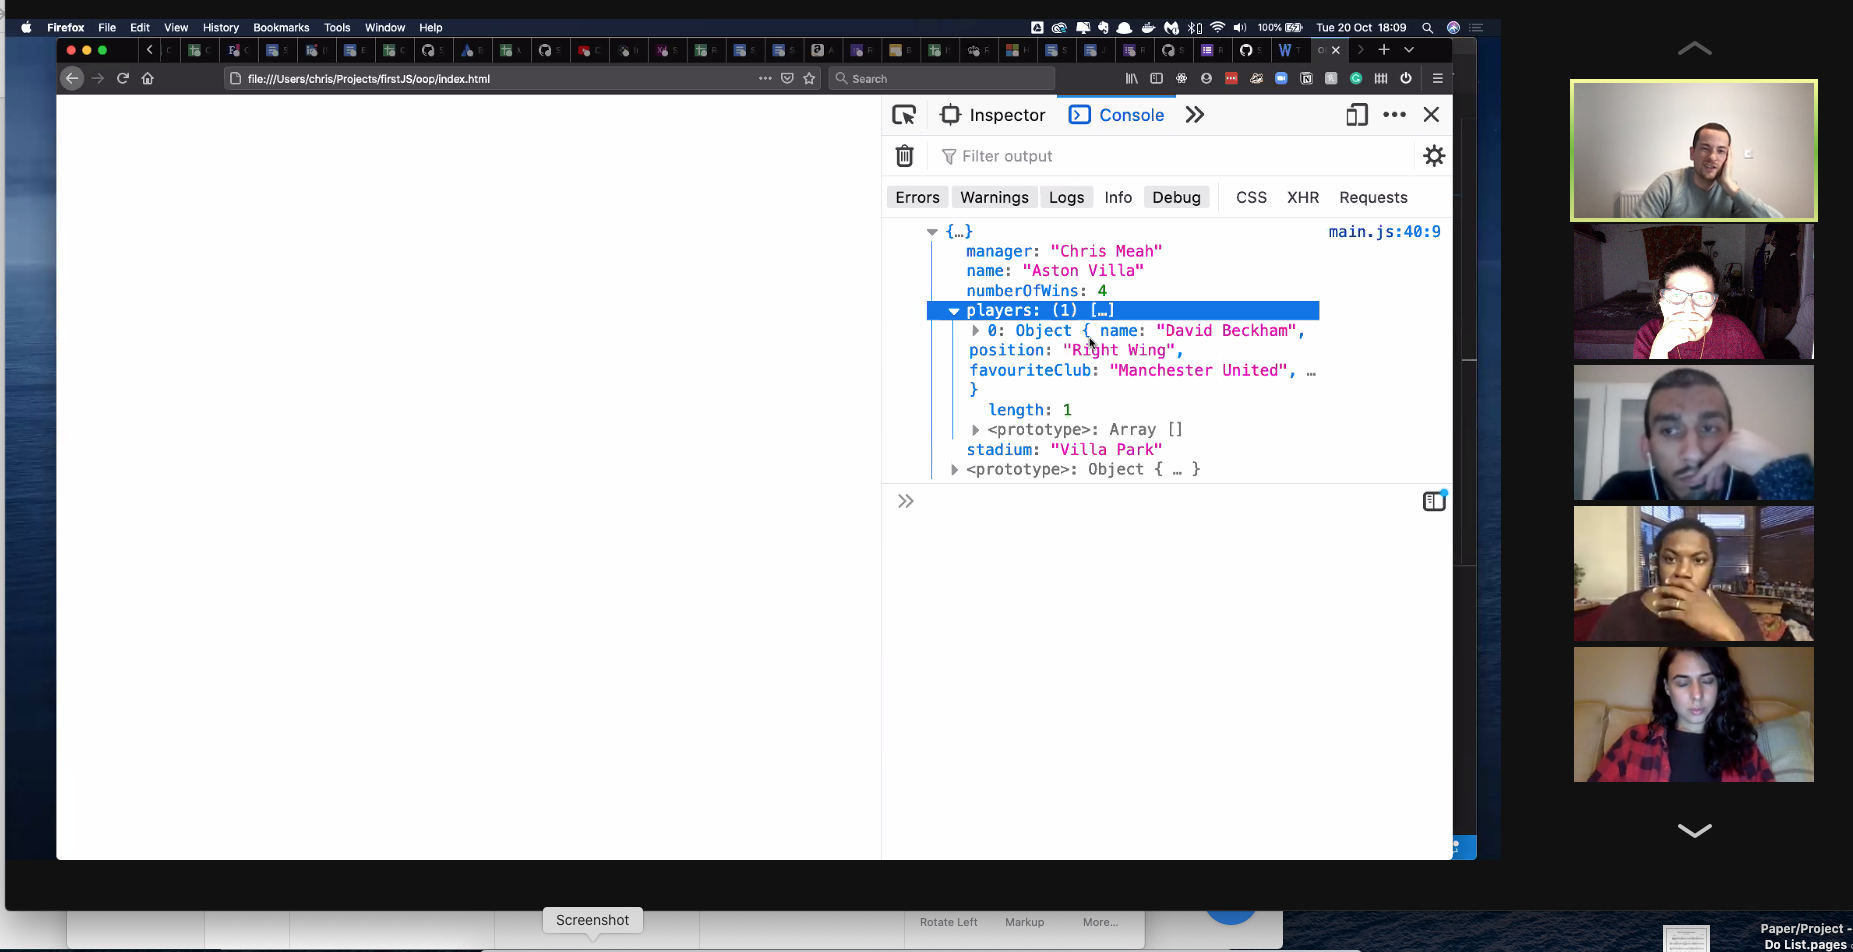 Firefox File Edit View History Bookmarks Tools Window Help 100% Tue 20 Oct 18:09
file:///Users/chris/Projects/firstJS/oop/index.html Search
Inspector Console
Filter output
Errors Warnings Logs Info Debug CSS XHR Requests
{…} main.js:40:9
manager: "Chris Meah"
name: "Aston Villa"
numberOfWins: 4
players: (1) […]
0: Object { name: "David Beckham",
position: "Right Wing",
favouriteClub: "Manchester United", …
}
length: 1
<prototype>: Array []
stadium: "Villa Park"
<prototype>: Object { … }
Screenshot
Rotate Left Markup More...
Paper/Project -
Do List.pages